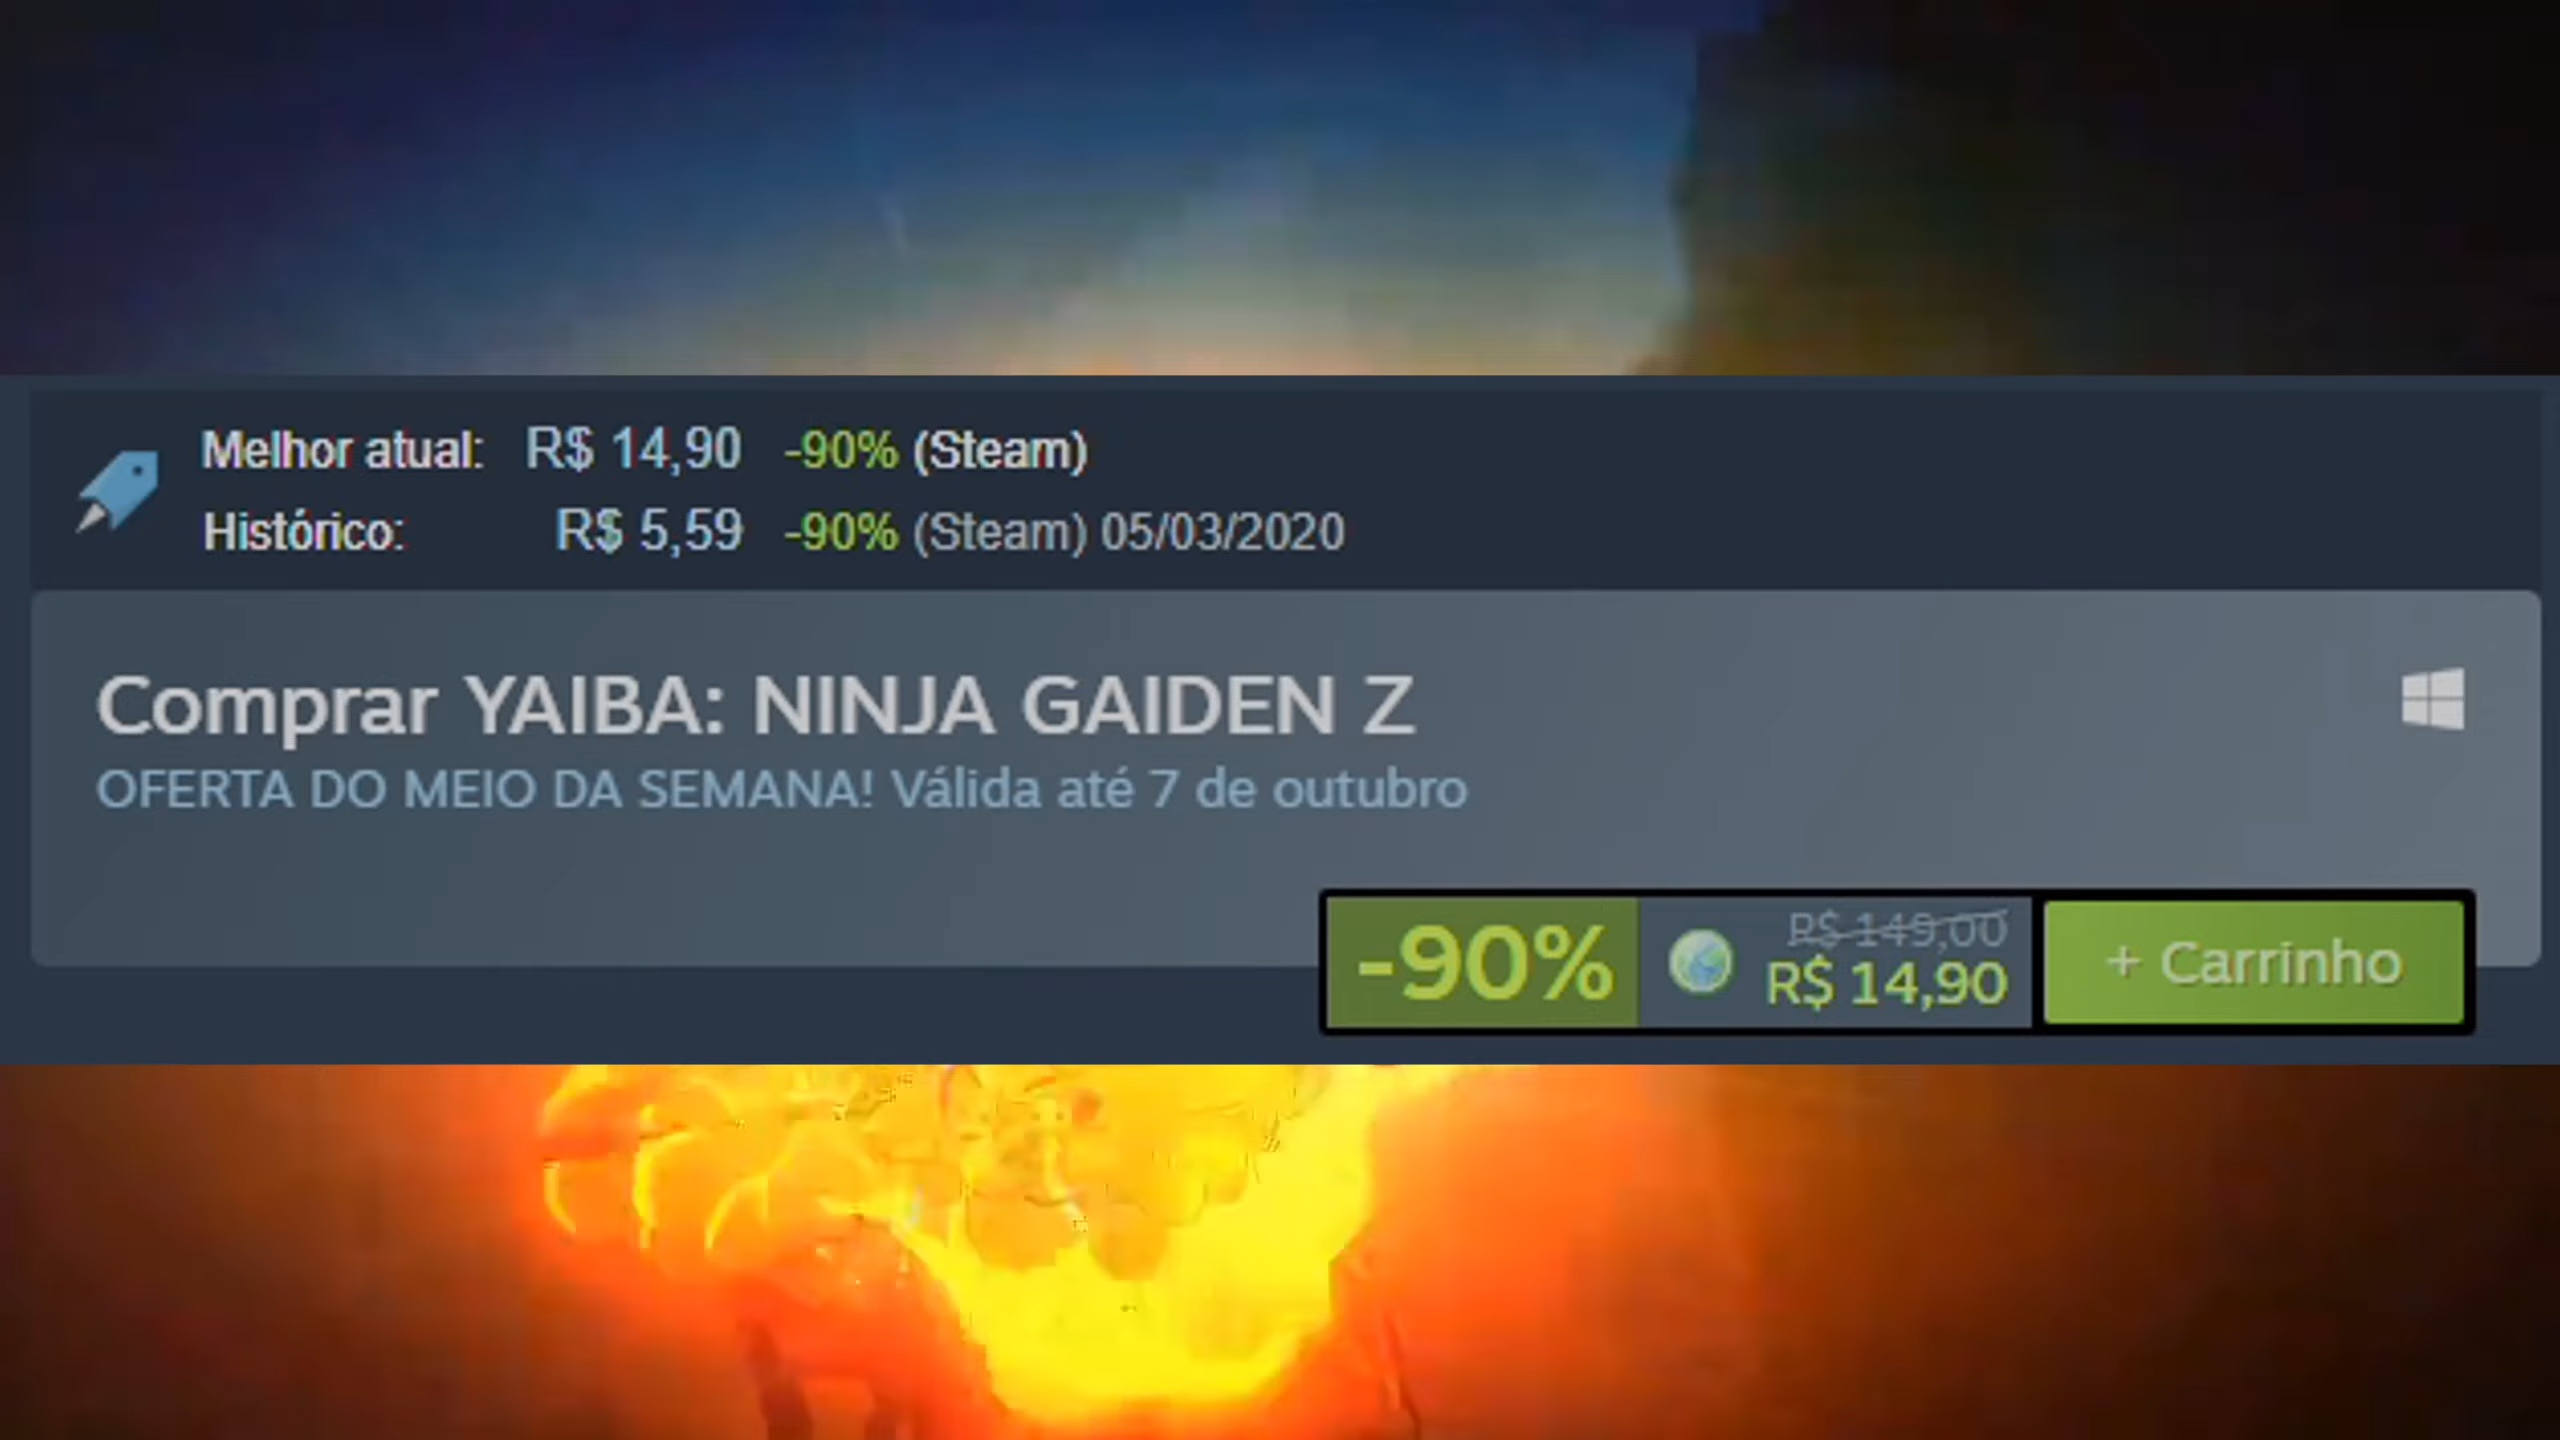 Melhor atual: R$ 14,90 -90% (Steam)
Histórico: R$ 5,59 -90% (Steam) 05/03/2020
Comprar YAIBA: NINJA GAIDEN Z
OFERTA DO MEIO DA SEMANA! Válida até 7 de outubro
-90%
R$ 149,00
R$ 14,90
+ Carrinho